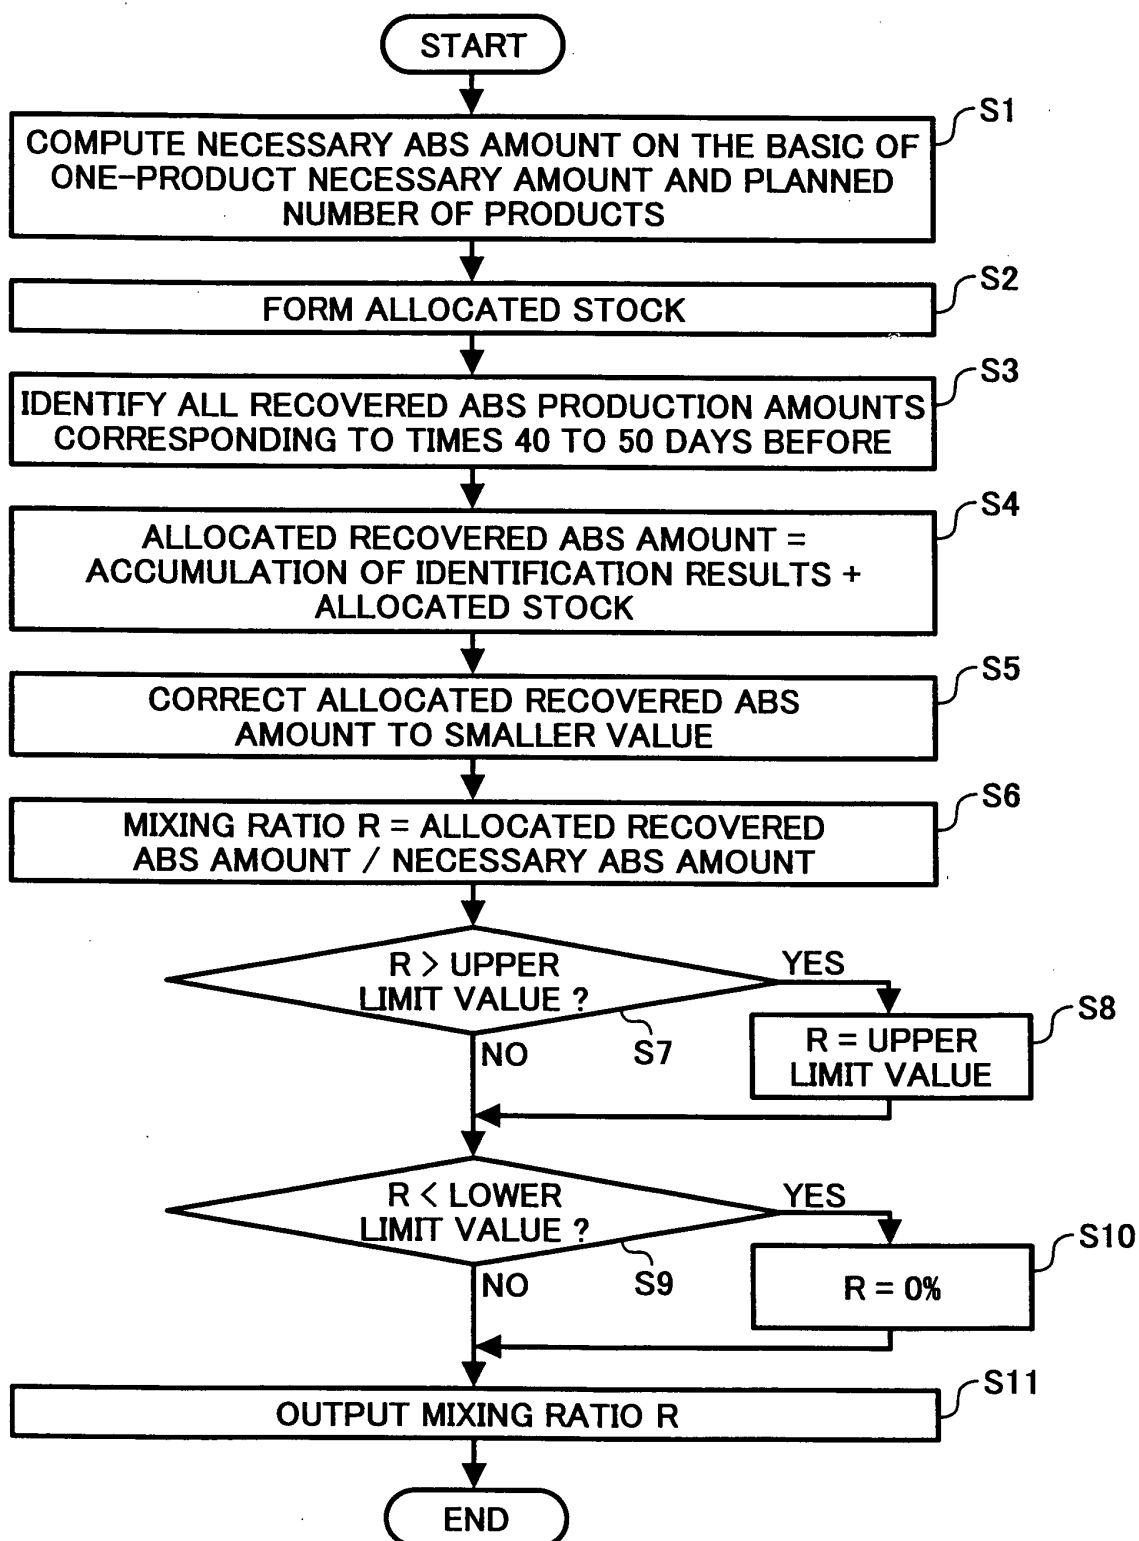 START
S1
COMPUTE NECESSARY ABS AMOUNT ON THE BASIC OF
ONE-PRODUCT NECESSARY AMOUNT AND PLANNED
NUMBER OF PRODUCTS
S2
FORM ALLOCATED STOCK
S3
IDENTIFY ALL RECOVERED ABS PRODUCTION AMOUNTS
CORRESPONDING TO TIMES 40 TO 50 DAYS BEFORE
S4
ALLOCATED RECOVERED ABS AMOUNT =
ACCUMULATION OF IDENTIFICATION RESULTS +
ALLOCATED STOCK
S5
CORRECT ALLOCATED RECOVERED ABS
AMOUNT TO SMALLER VALUE
S6
MIXING RATIO R = ALLOCATED RECOVERED
ABS AMOUNT / NECESSARY ABS AMOUNT
R > UPPER
LIMIT VALUE ?
YES
S7
NO
S8
R = UPPER
LIMIT VALUE
R < LOWER
LIMIT VALUE ?
YES
S9
NO
S10
R = 0%
S11
OUTPUT MIXING RATIO R
END